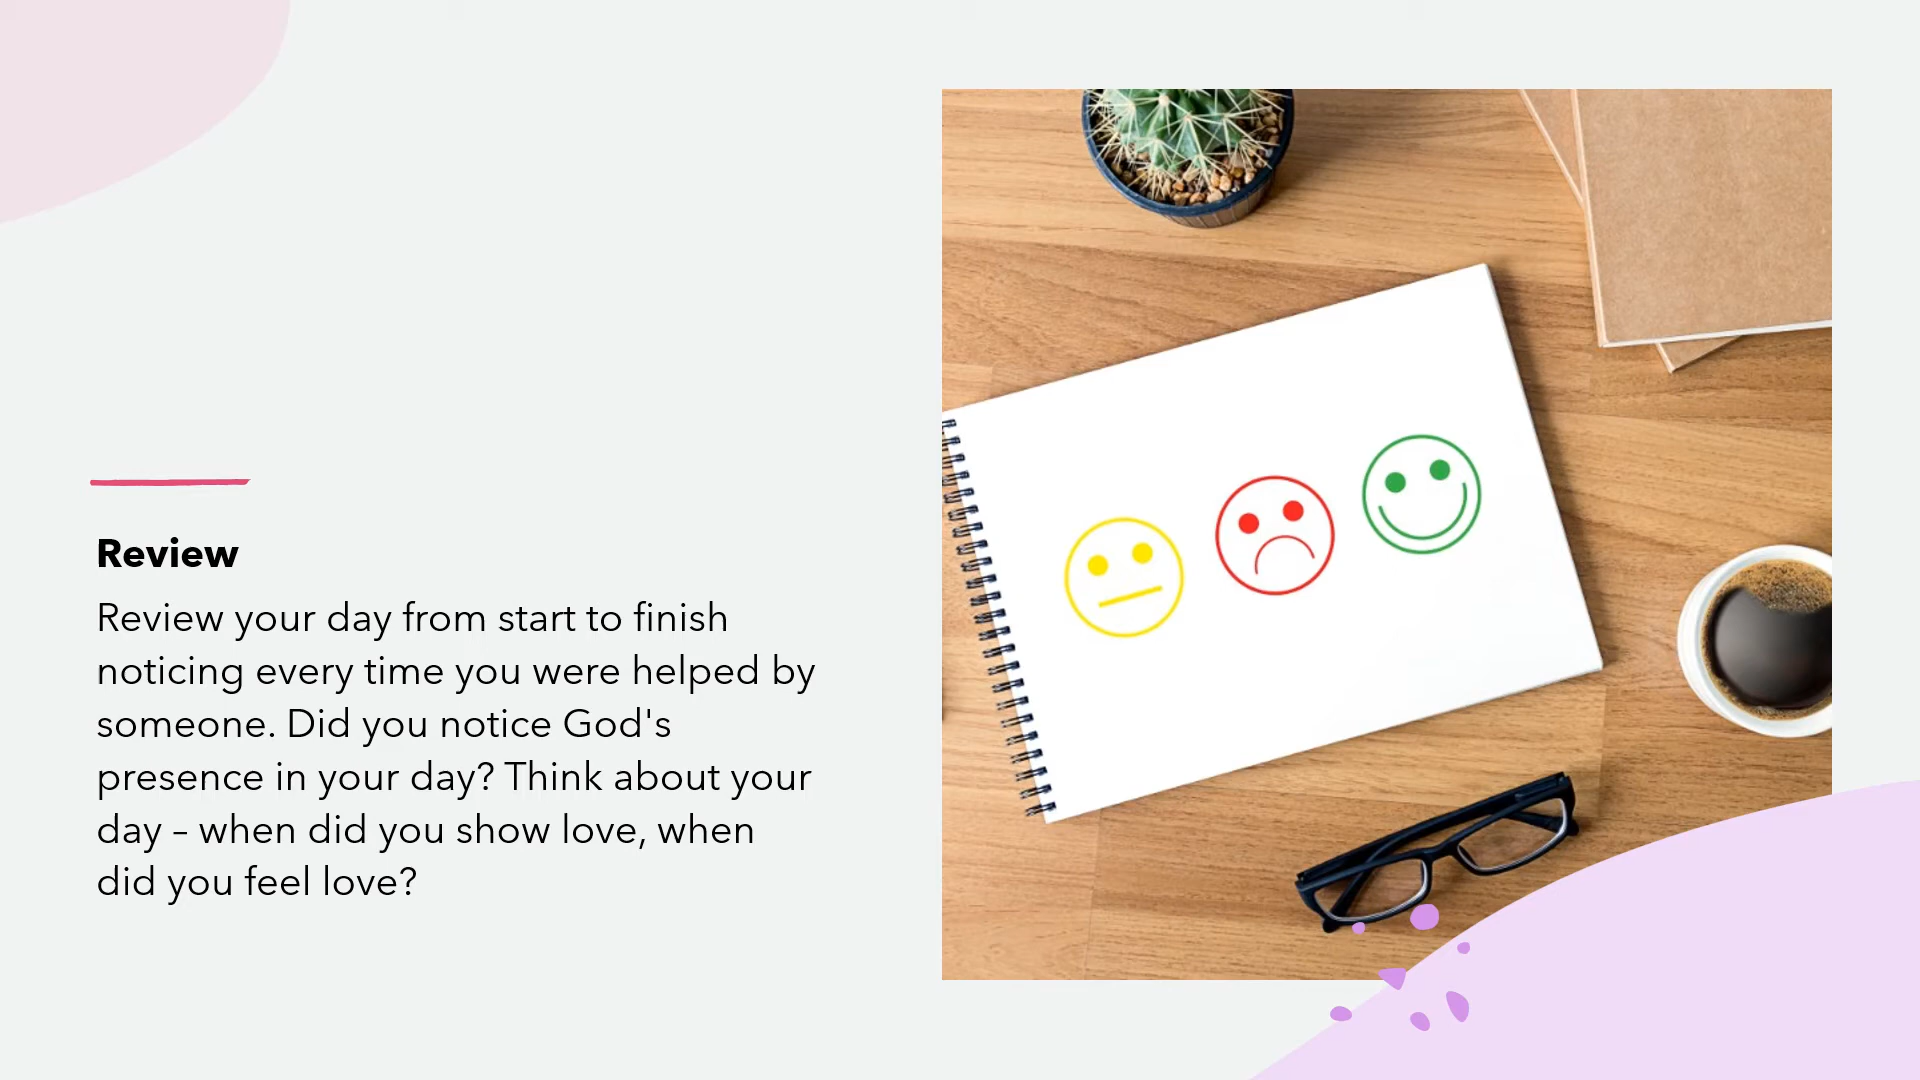 Review
Review your day from start to finish
noticing every time you were helped by
someone. Did you notice God's
presence in your day? Think about your
day – when did you show love, when
did you feel love?